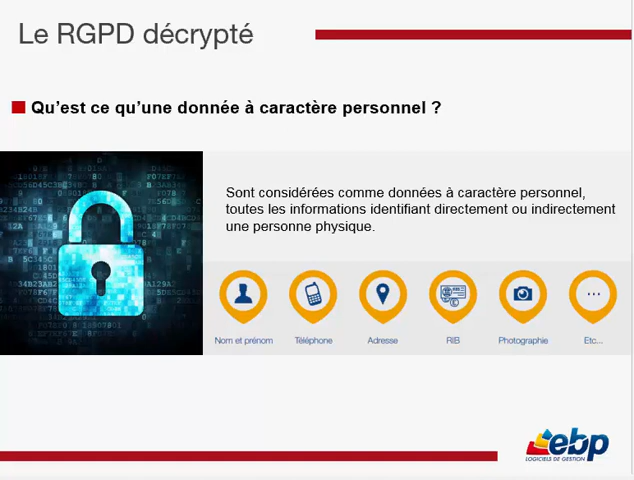 Le RGPD décrypté
Qu’est ce qu’une donnée à caractère personnel ?
Sont considérées comme données à caractère personnel,
toutes les informations identifiant directement ou indirectement
une personne physique.
Nom et prénom
Téléphone
Adresse
RIB
Photographie
Etc...
ebp
LOGICIELS DE GESTION